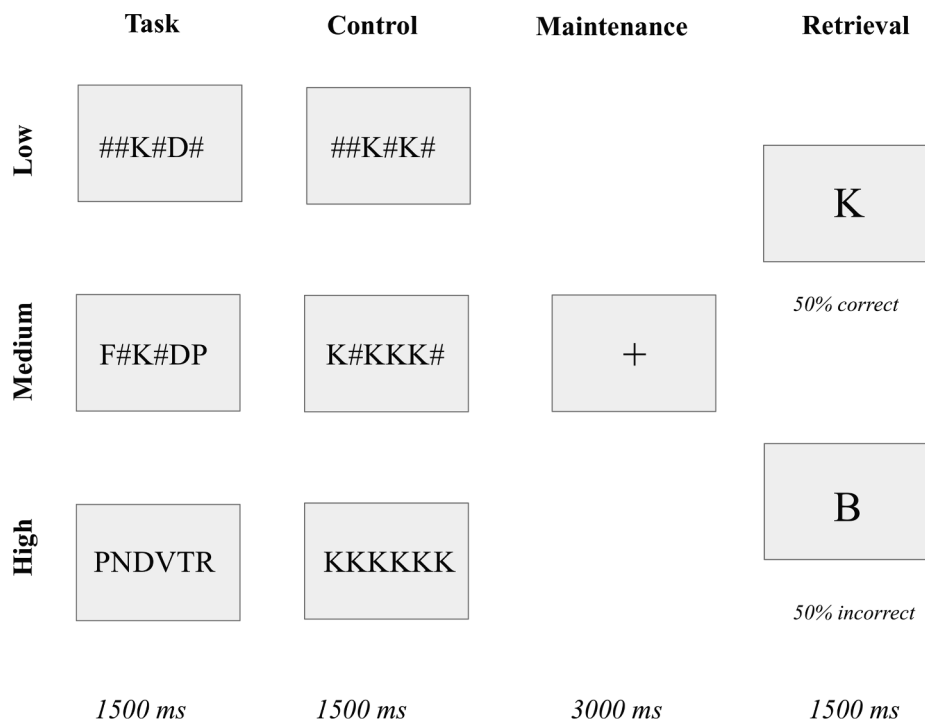 Task Control Maintenance Retrieval
Low
##K#D#
##K#K#
K
50% correct
Medium
F#K#DP
K#KKK#
+
High
PNDVTR
KKKKKK
B
50% incorrect
1500 ms 1500 ms 3000 ms 1500 ms